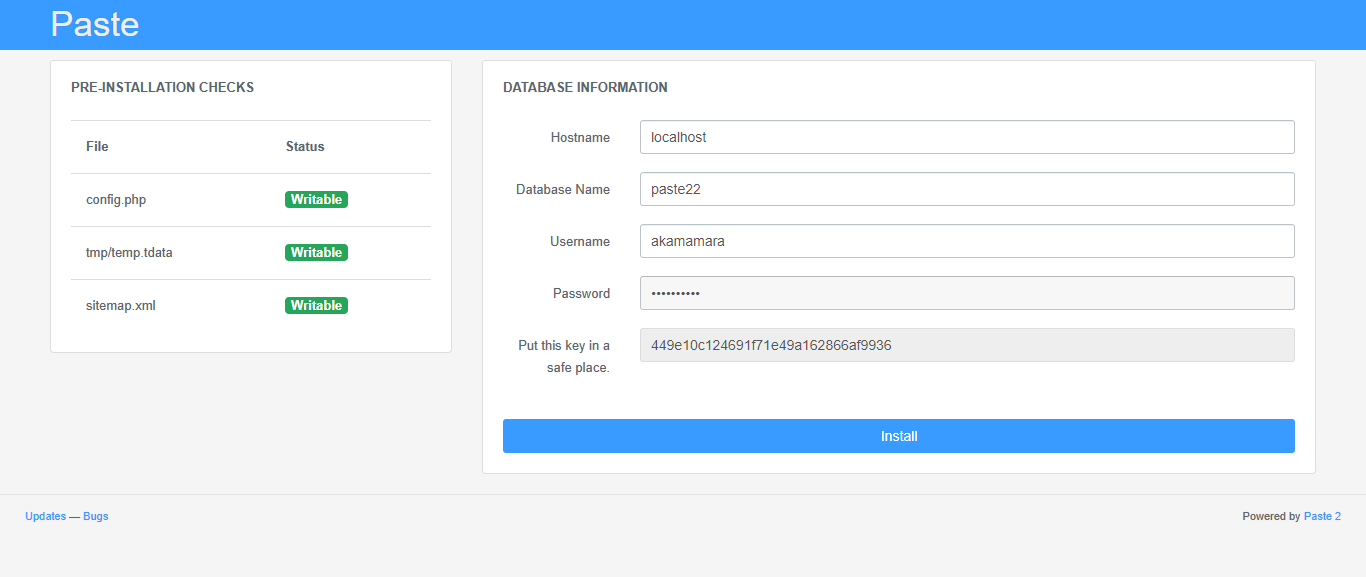 Paste
PRE-INSTALLATION CHECKS
File Status
config.php Writable
tmp/temp.tdata Writable
sitemap.xml Writable
DATABASE INFORMATION
Hostname localhost
Database Name paste22
Username akamamara
Password ••••••••••
Put this key in a 449e10c124691f71e49a162866af9936
safe place.
Install
Updates — Bugs
Powered by Paste 2